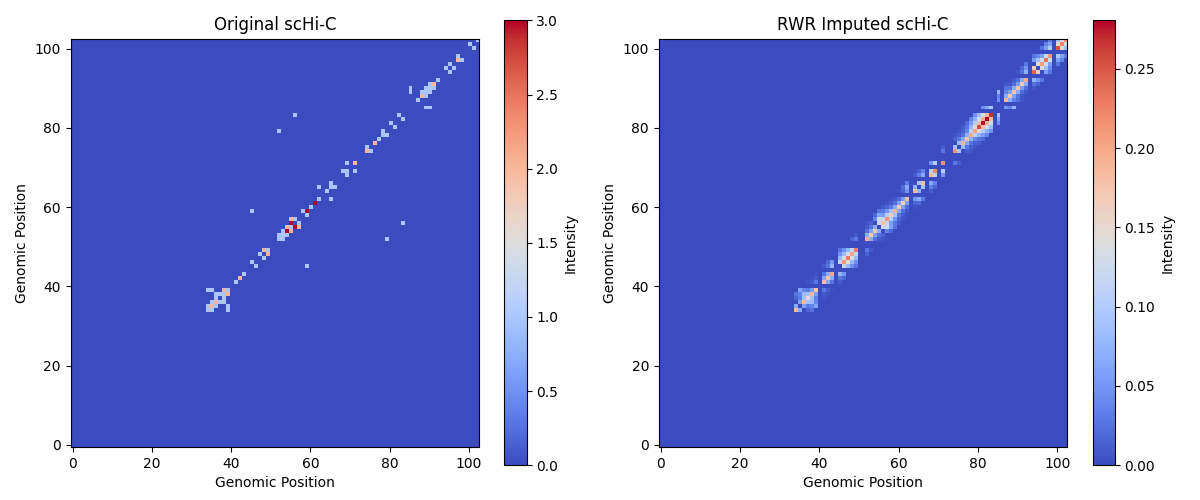 Original scHi-C
Genomic Position
100
80
60
40
20
0
0 20 40 60 80 100
Genomic Position
3.0
2.5
2.0
1.5
1.0
0.5
0.0
Intensity
RWR Imputed scHi-C
Genomic Position
100
80
60
40
20
0
0 20 40 60 80 100
Genomic Position
0.25
0.20
0.15
0.10
0.05
0.00
Intensity